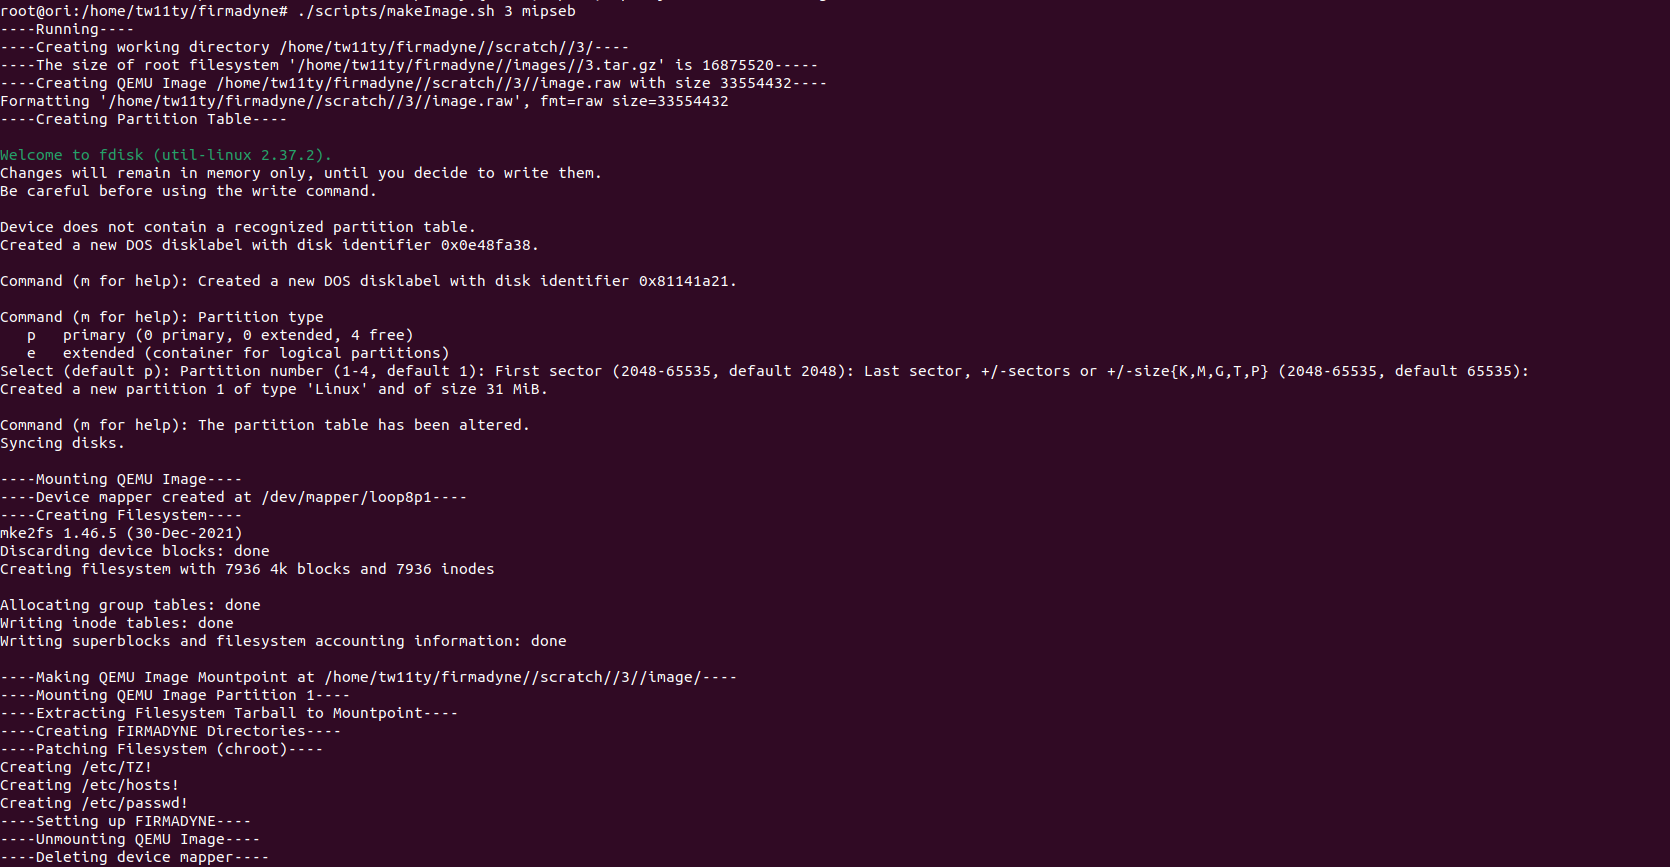 root@ori:/home/tw11ty/firmadyne# ./scripts/makeImage.sh 3 mipseb
----Running----
----Creating working directory /home/tw11ty/firmadyne//scratch//3/----
----The size of root filesystem '/home/tw11ty/firmadyne//images//3.tar.gz' is 16875520-----
----Creating QEMU Image /home/tw11ty/firmadyne//scratch//3//image.raw with size 33554432----
Formatting '/home/tw11ty/firmadyne//scratch//3//image.raw', fmt=raw size=33554432
----Creating Partition Table----
Welcome to fdisk (util-linux 2.37.2).
Changes will remain in memory only, until you decide to write them.
Be careful before using the write command.
Device does not contain a recognized partition table.
Created a new DOS disklabel with disk identifier 0x0e48fa38.
Command (m for help): Created a new DOS disklabel with disk identifier 0x81141a21.
Command (m for help): Partition type
   p   primary (0 primary, 0 extended, 4 free)
   e   extended (container for logical partitions)
Select (default p): Partition number (1-4, default 1): First sector (2048-65535, default 2048): Last sector, +/-sectors or +/-size{K,M,G,T,P} (2048-65535, default 65535):
Created a new partition 1 of type 'Linux' and of size 31 MiB.
Command (m for help): The partition table has been altered.
Syncing disks.
----Mounting QEMU Image----
----Device mapper created at /dev/mapper/loop8p1----
----Creating Filesystem----
mke2fs 1.46.5 (30-Dec-2021)
Discarding device blocks: done
Creating filesystem with 7936 4k blocks and 7936 inodes
Allocating group tables: done
Writing inode tables: done
Writing superblocks and filesystem accounting information: done
----Making QEMU Image Mountpoint at /home/tw11ty/firmadyne//scratch//3//image/----
----Mounting QEMU Image Partition 1----
----Extracting Filesystem Tarball to Mountpoint----
----Creating FIRMADYNE Directories----
----Patching Filesystem (chroot)----
Creating /etc/TZ!
Creating /etc/hosts!
Creating /etc/passwd!
----Setting up FIRMADYNE----
----Unmounting QEMU Image----
----Deleting device mapper----